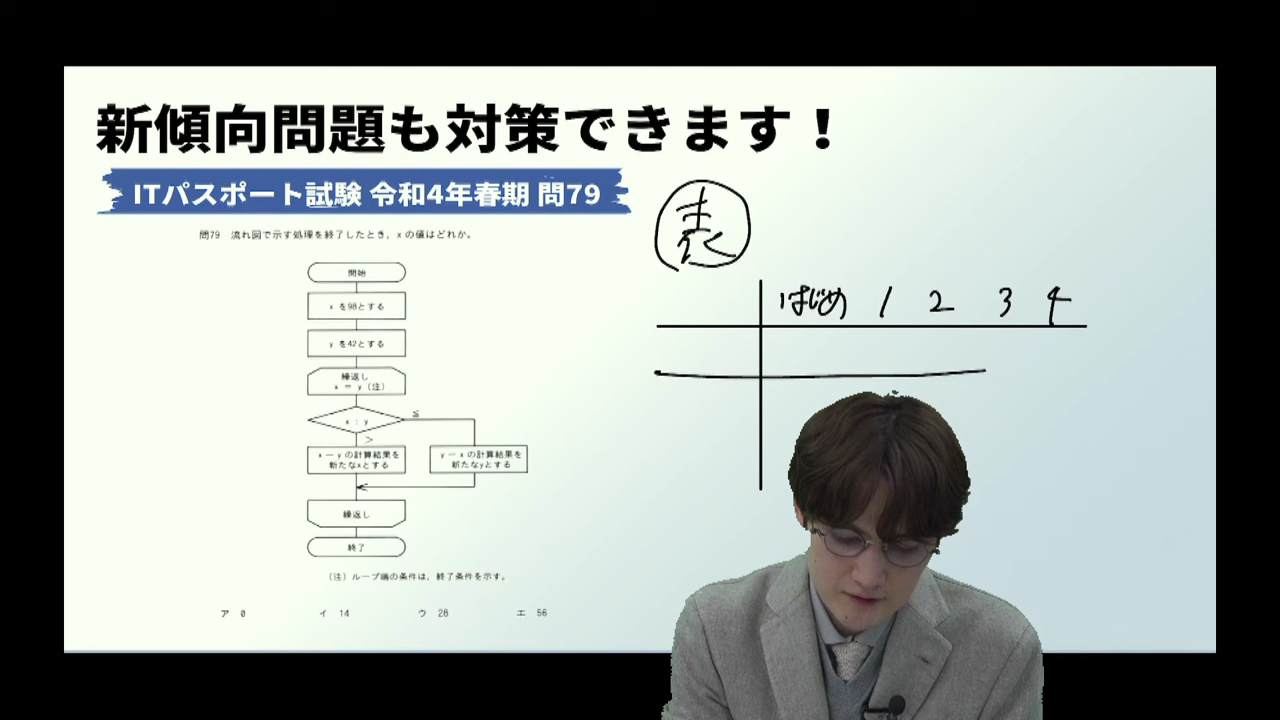 新傾向問題も対策できます！
ITパスポート試験 令和4年春期 問79
問79 流れ図で示す処理を終了したとき，x の値はどれか。
開始
x を98とする
y を42とする
繰返し
x ＝ y（注）
x : y
≦
＞
x － y の計算結果を
新たなxとする
y － x の計算結果を
新たなyとする
繰返し
終了
（注）ループ端の条件は，終了条件を示す。
ア 0 イ 14 ウ 28 エ 56
表
はじめ 1 2 3 4